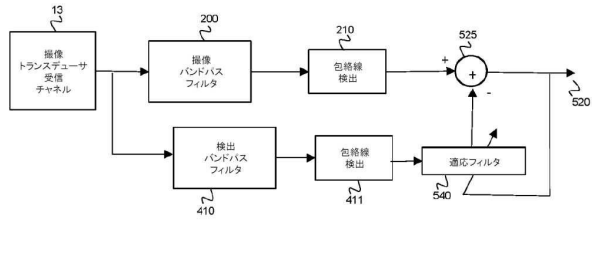 13
撮像
トランスデューサ
受信
チャネル
200
撮像
バンドパス
フィルタ
210
包絡線
検出
525
+
+
-
520
検出
バンドパス
フィルタ
410
包絡線
検出
411
適応フィルタ
540